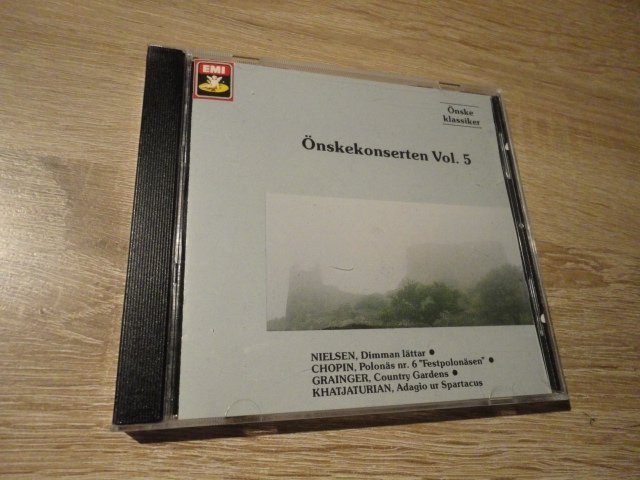 EMI
Önske
klassiker
Önskekonserten Vol. 5
NIELSEN, Dimman lättar •
CHOPIN, Polonäs nr. 6 "Festpolonäsen" •
GRAINGER, Country Gardens •
KHATJATURIAN, Adagio ur Spartacus